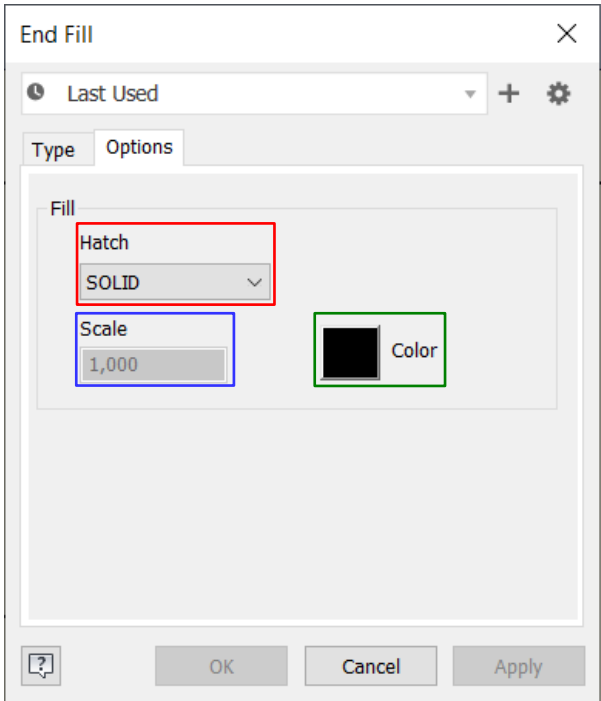 End Fill
Last Used
Type Options
Fill
Hatch
SOLID
Scale
1,000
Color
?
OK Cancel Apply